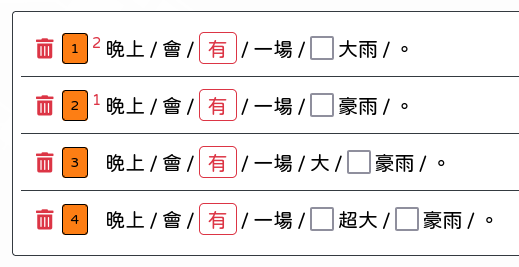 1 2 晚上 / 會 / 有 / 一場 / 大雨 / 。
2 1 晚上 / 會 / 有 / 一場 / 豪雨 / 。
3 晚上 / 會 / 有 / 一場 / 大 / 豪雨 / 。
4 晚上 / 會 / 有 / 一場 / 超大 / 豪雨 / 。